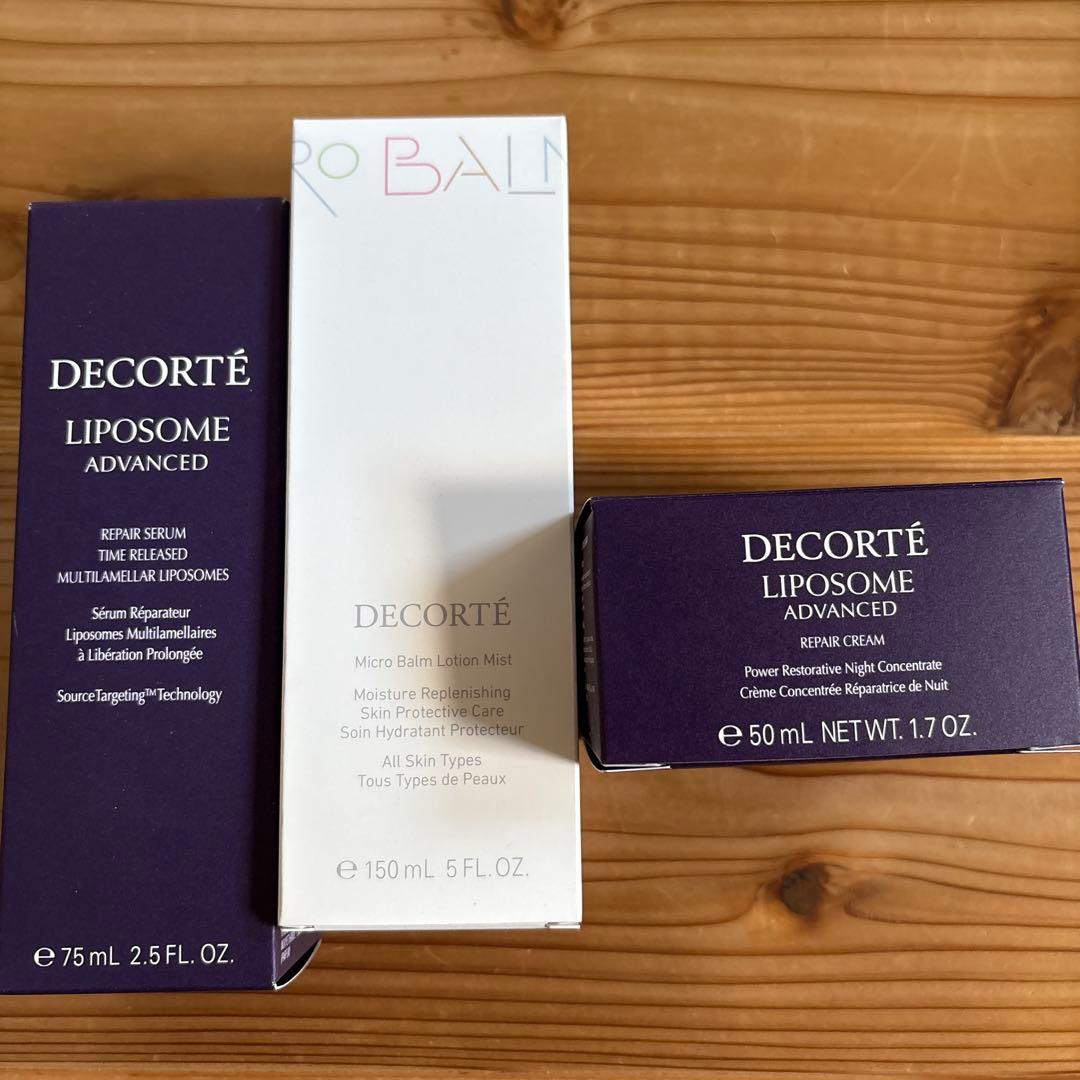 DECORTÉ
LIPOSOME
ADVANCED
REPAIR SERUM
TIME RELEASED
MULTILAMELLAR LIPOSOMES
Sérum Réparateur
Liposomes Multilamellaires
à Libération Prolongée
SourceTargeting™Technology
e 75 mL 2.5 FL. OZ.
RO BALM
DECORTÉ
Micro Balm Lotion Mist
Moisture Replenishing
Skin Protective Care
Soin Hydratant Protecteur
All Skin Types
Tous Types de Peaux
e 150 mL 5 FL. OZ.
DECORTÉ
LIPOSOME
ADVANCED
REPAIR CREAM
Power Restorative Night Concentrate
Crème Concentrée Réparatrice de Nuit
e 50 mL NET WT. 1.7 OZ.